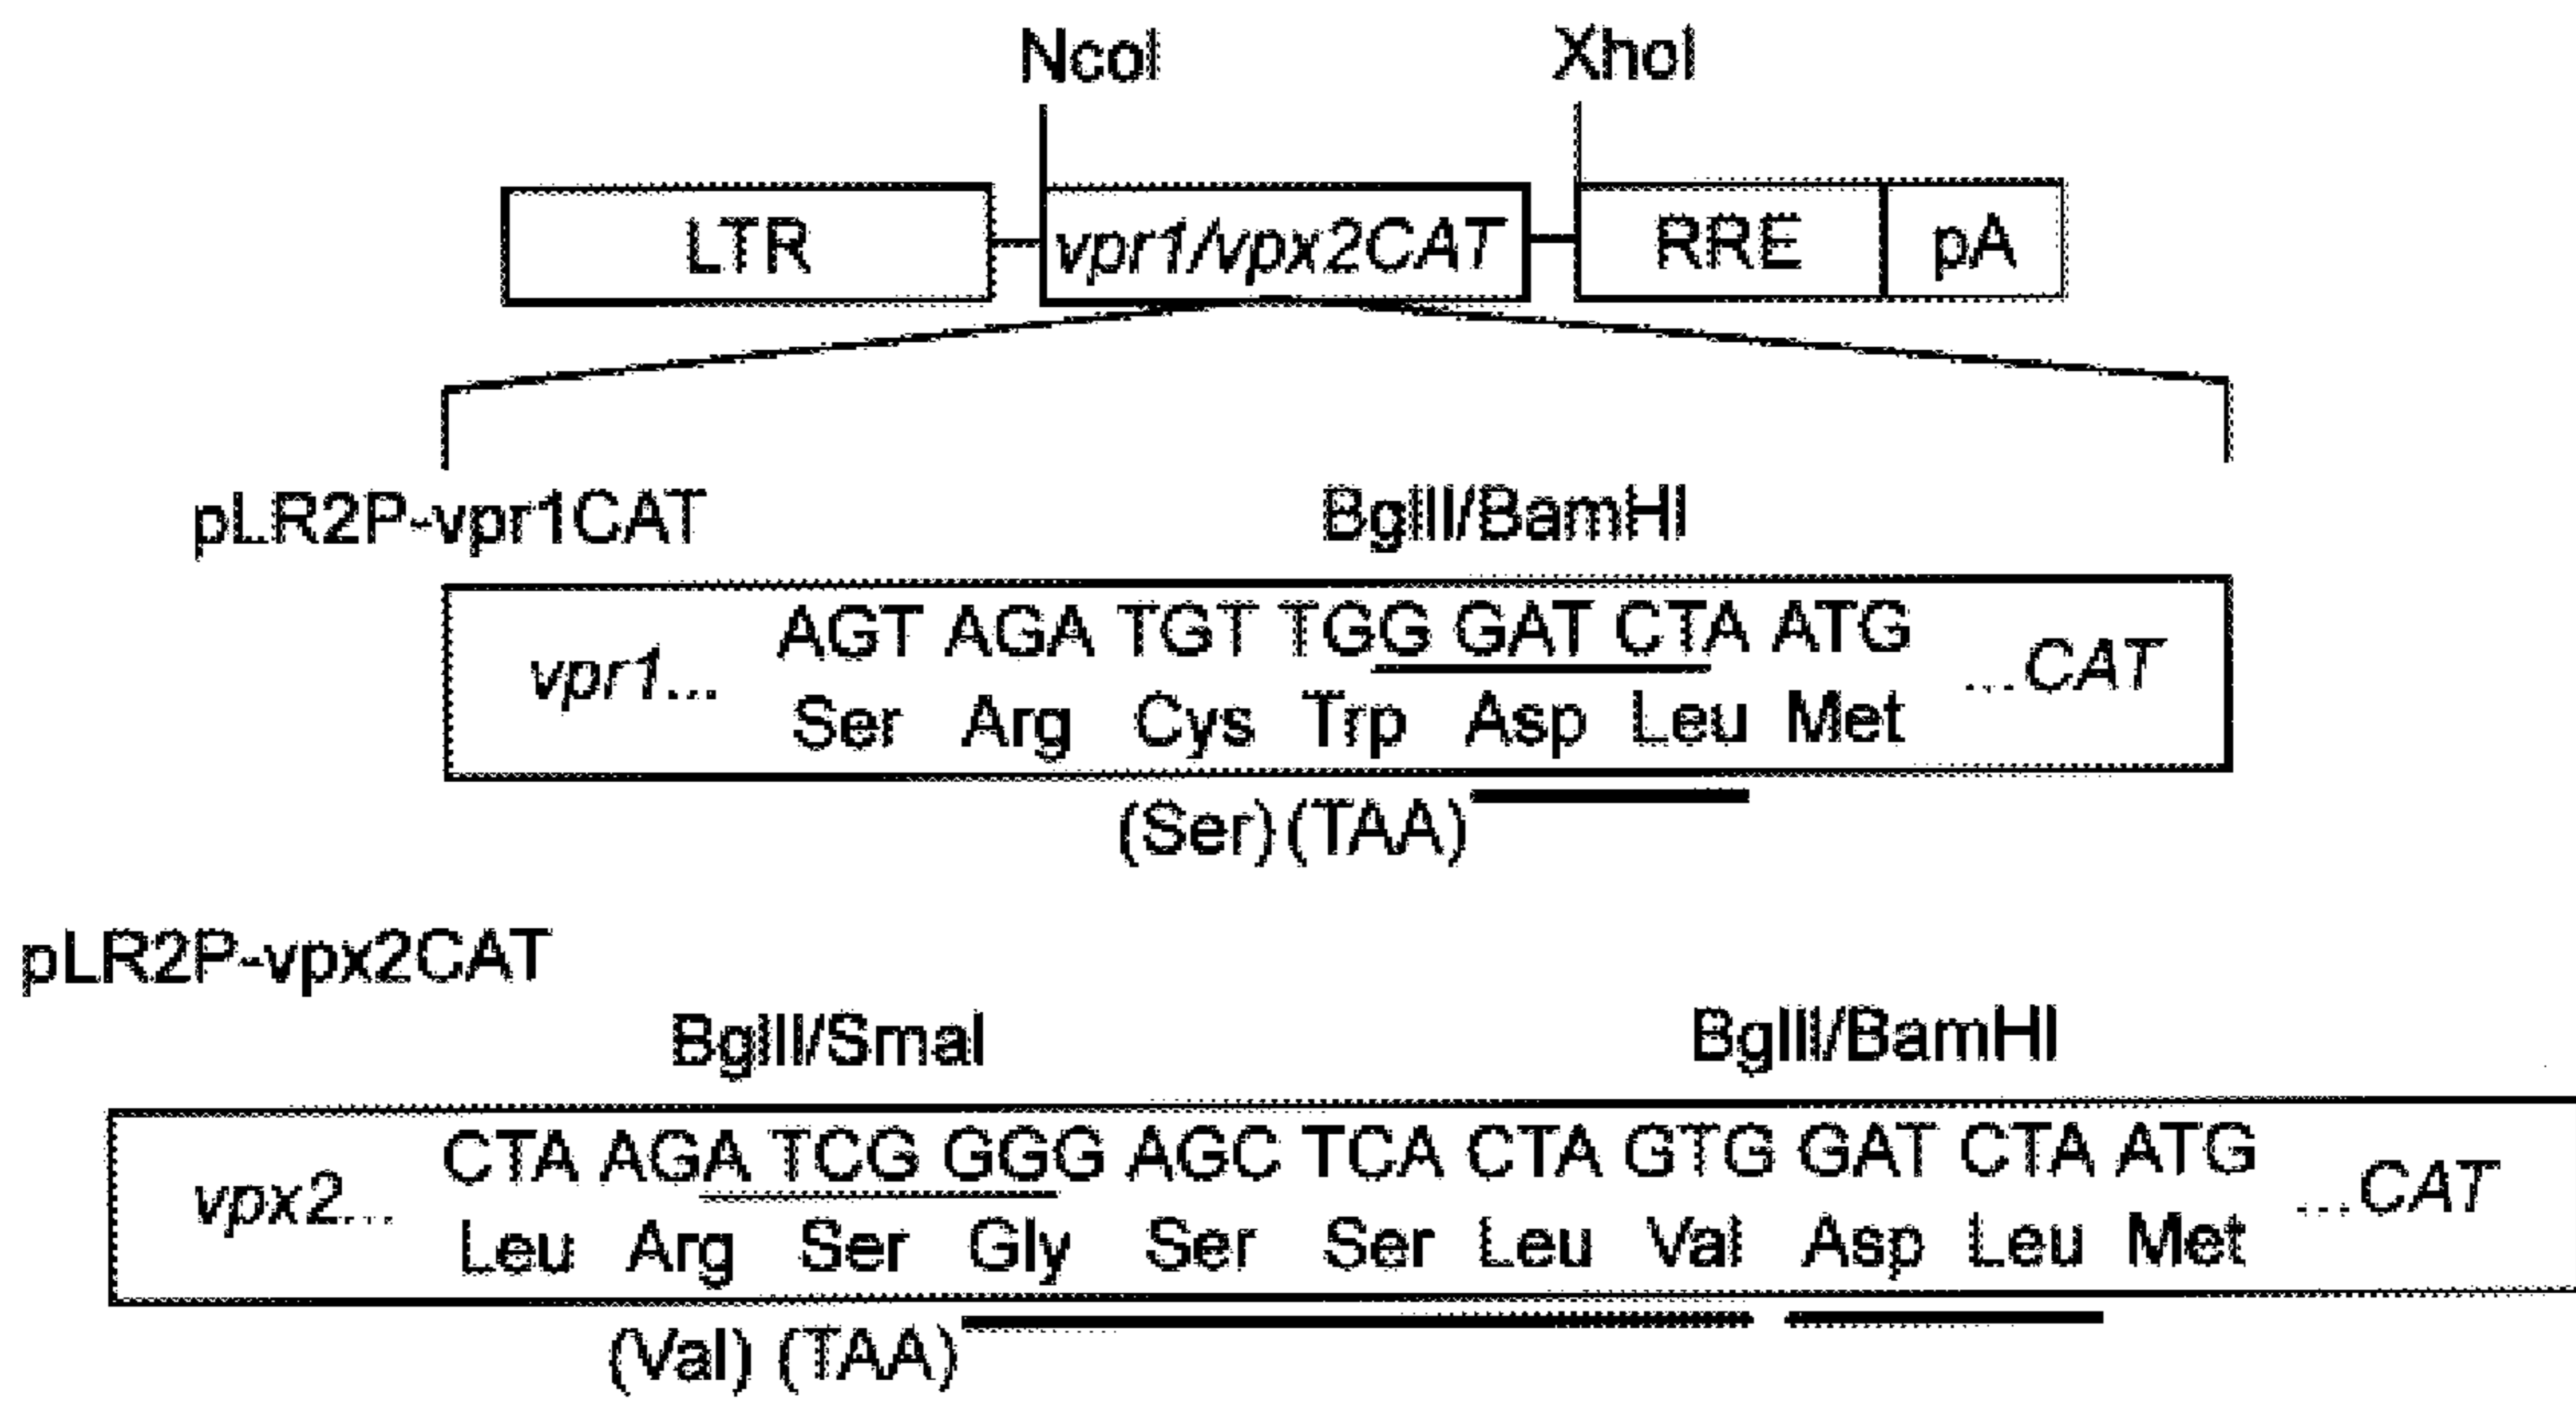 NcoI XhoI
LTR vpr1/vpx2CAT RRE pA
pLR2P-vpr1CAT BglII/BamHI
vpr1... AGT AGA TGT TGG GAT CTA ATG ...CAT
Ser Arg Cys Trp Asp Leu Met
(Ser) (TAA)
pLR2P-vpx2CAT
BglII/SmaI BglII/BamHI
vpx2... CTA AGA TCG GGG AGC TCA CTA GTG GAT CTA ATG ...CAT
Leu Arg Ser Gly Ser Ser Leu Val Asp Leu Met
(Val) (TAA)